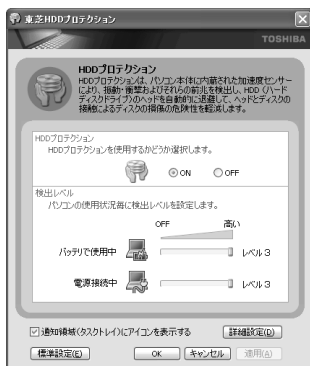 東芝HDDプロテクション
TOSHIBA
HDDプロテクション
HDDプロテクションは、パソコン本体に内蔵された加速度センサー
により、振動・衝撃およびそれらの前兆を検出し、HDD（ハード
ディスクドライブ）のヘッドを自動的に退避して、ヘッドとディスクの
接触によるディスクの損傷の危険性を軽減します。
HDDプロテクション
HDDプロテクションを使用するかどうか選択します。
ON OFF
検出レベル
パソコンの使用状況毎に検出レベルを設定します。
OFF 高い
バッテリで使用中 レベル 3
電源接続中 レベル 3
通知領域(タスクトレイ)にアイコンを表示する 詳細設定(D)
標準設定(E) OK キャンセル 適用(A)